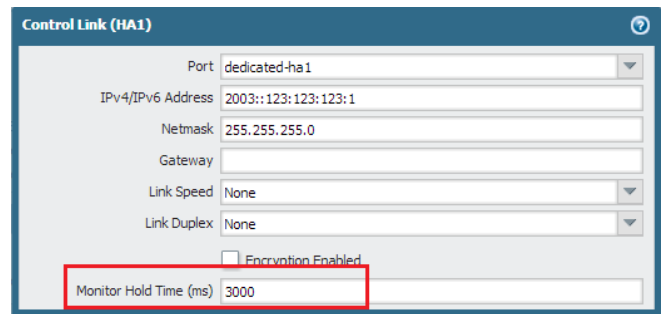 Control Link (HA1)
Port dedicated-ha1
IPv4/IPv6 Address 2003::123:123:123:1
Netmask 255.255.255.0
Gateway
Link Speed None
Link Duplex None
Encryption Enabled
Monitor Hold Time (ms) 3000